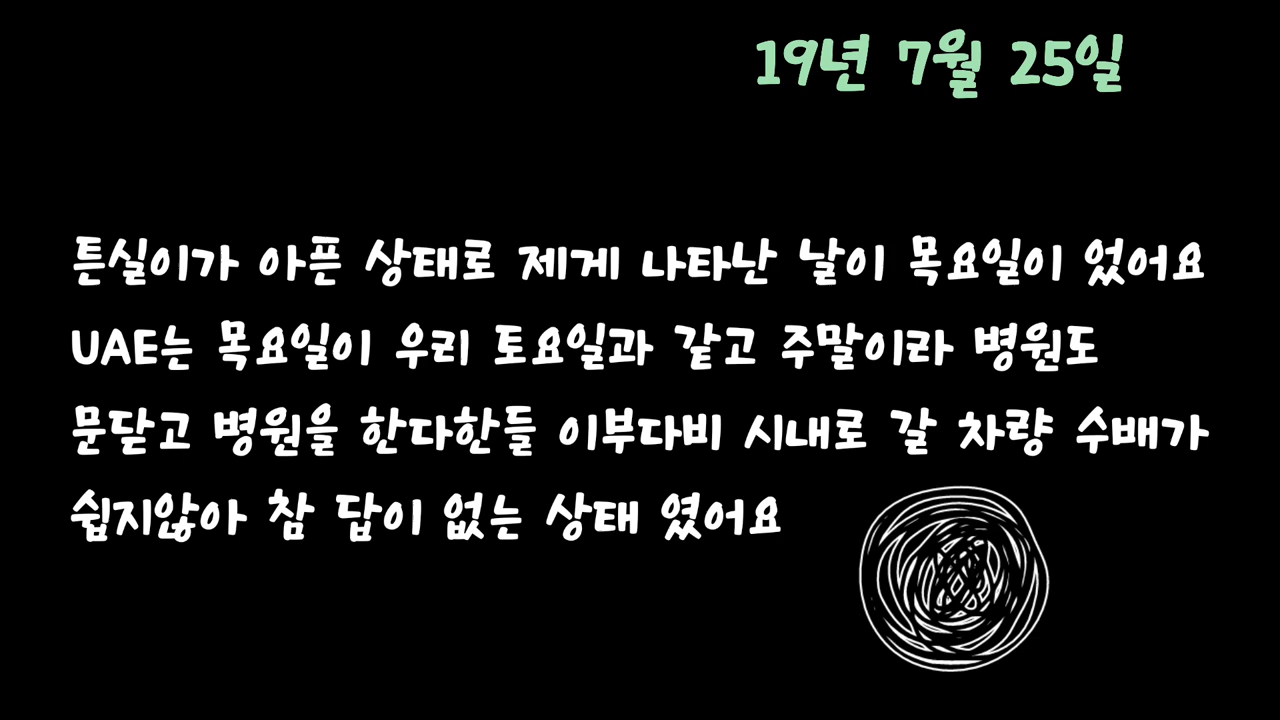 19년 7월 25일
튼실이가 아픈 상태로 제게 나타난 날이 목요일이 었어요
UAE는 목요일이 우리 토요일과 같고 주말이라 병원도
문닫고 병원을 한다한들 이부다비 시내로 갈 차량 수배가
쉽지않아 참 답이 없는 상태 였어요